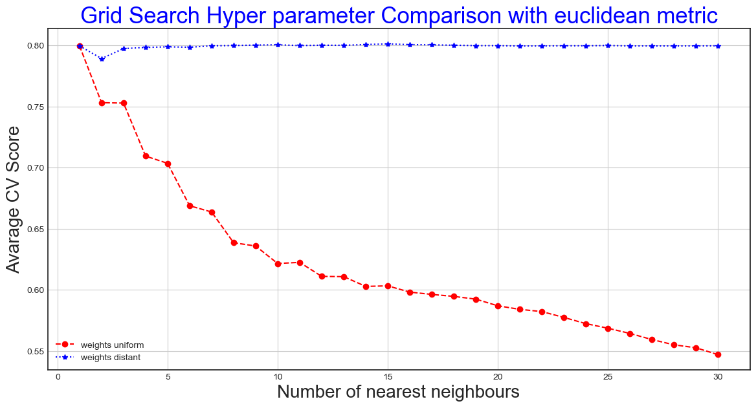 Grid Search Hyper parameter Comparison with euclidean metric
0.80
0.75
0.70
0.65
0.60
0.55
Avarage CV Score
weights uniform
weights distant
0 5 10 15 20 25 30
Number of nearest neighbours